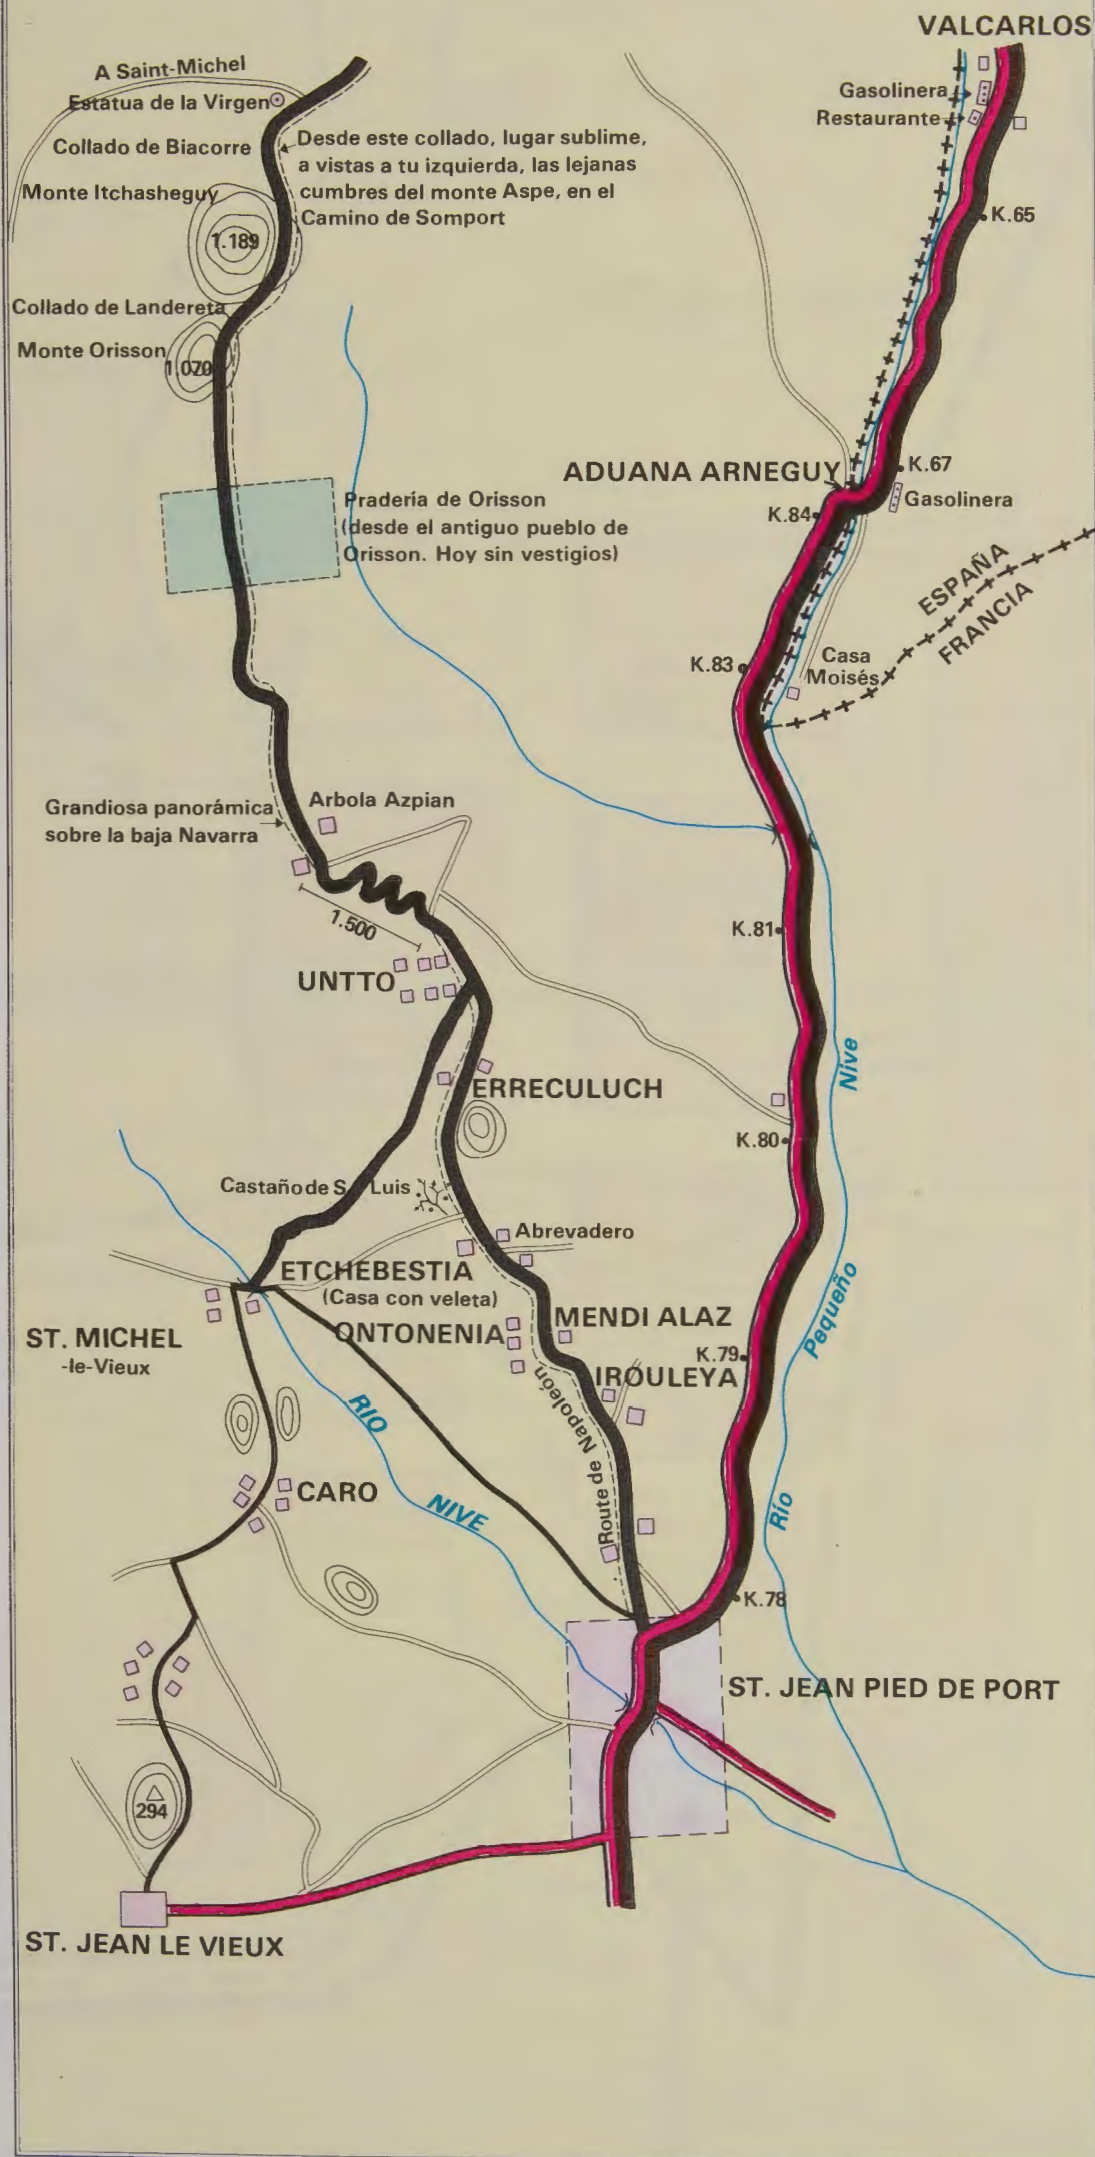 VALCARLOS
A Saint-Michel
Estatua de la Virgen
Gasolinera
Restaurante
Collado de Biacorre
Desde este collado, lugar sublime,
a vistas a tu izquierda, las lejanas
cumbres del monte Aspe, en el
Camino de Somport
Monte Itchasheguy
K.65
1.189
Collado de Landereta
Monte Orisson
1.070
ADUANA ARNEGUY
K.67
Gasolinera
Pradería de Orisson
(desde el antiguo pueblo de
Orisson. Hoy sin vestigios)
K.84
ESPAÑA
FRANCIA
K.83
Casa
Moisés
Grandiosa panorámica
sobre la baja Navarra
Arbola Azpian
1.500
K.81
UNTTO
Nive
ERRECULUCH
K.80
Castaño de S. Luis
Abrevadero
ETCHEBESTIA
(Casa con veleta)
Pequeño
ST. MICHEL
-le-Vieux
ONTONENIA
MENDI ALAZ
K.79
IROULEYA
RIO
NIVE
Route de Napoleón
CARO
Río
K.78
ST. JEAN PIED DE PORT
294
ST. JEAN LE VIEUX